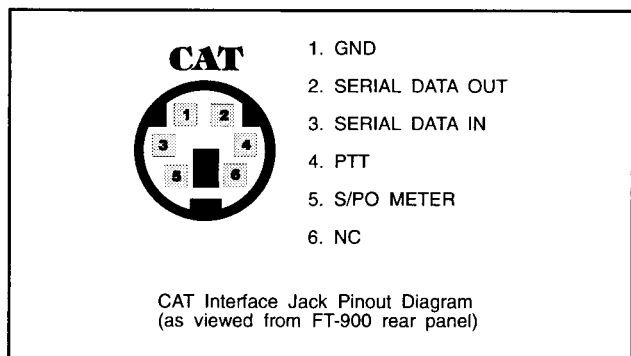 CAT
1 2
3 4
5 6
1. GND
2. SERIAL DATA OUT
3. SERIAL DATA IN
4. PTT
5. S/PO METER
6. NC
CAT Interface Jack Pinout Diagram
(as viewed from FT-900 rear panel)